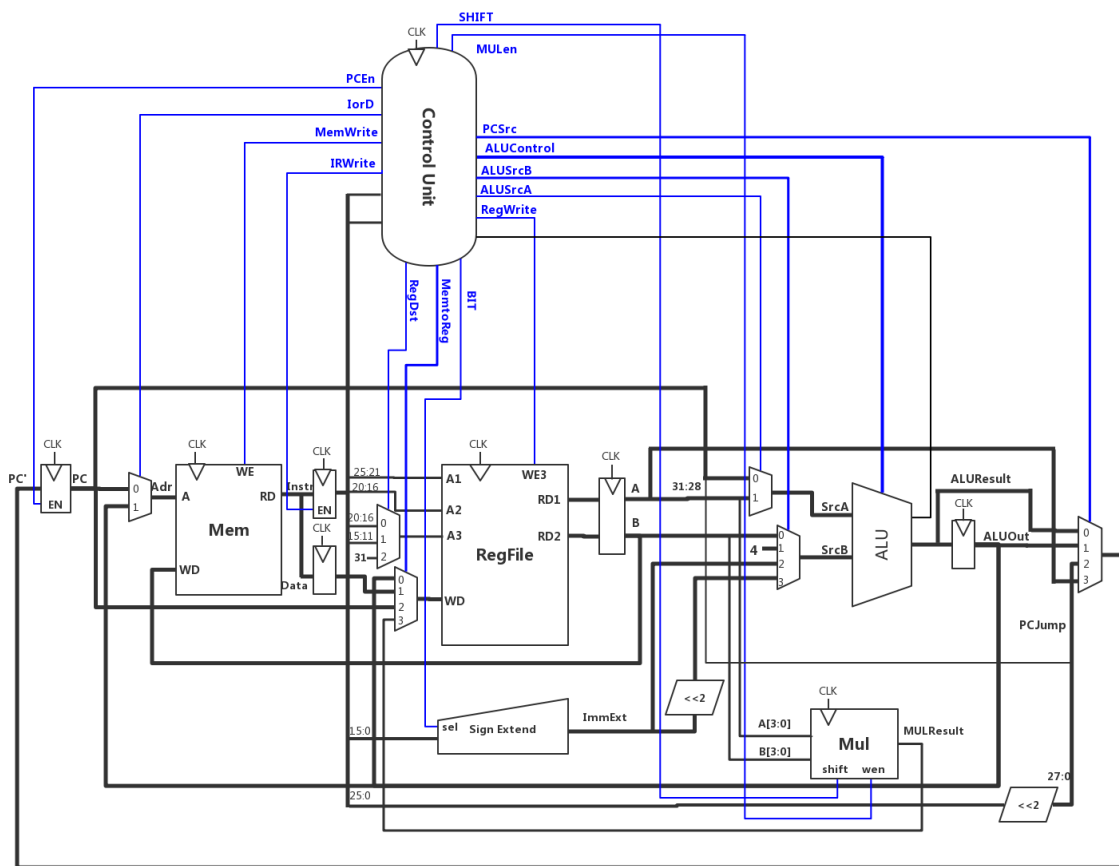 SHIFT
CLK
MULen
PCEn
IorD
MemWrite
IRWrite
Control Unit
PCSrc
ALUControl
ALUSrcB
ALUSrcA
RegWrite
RegDst
MemtoReg
BIT
CLK
PC'
PC
EN
0
1
Adr
CLK
WE
A
RD
Mem
WD
CLK
Instr
EN
CLK
Data
25:21
20:16
20:16
15:11
31
0
1
2
0
1
2
3
CLK
WE3
A1
A2
A3
RD1
RD2
RegFile
WD
CLK
A
B
31:28
0
1
4
0
1
2
3
SrcA
SrcB
ALU
ALUResult
CLK
ALUOut
0
1
2
3
PCJump
15:0
sel
Sign Extend
ImmExt
<<2
A[3:0]
B[3:0]
CLK
Mul
shift
wen
MULResult
25:0
27:0
<<2